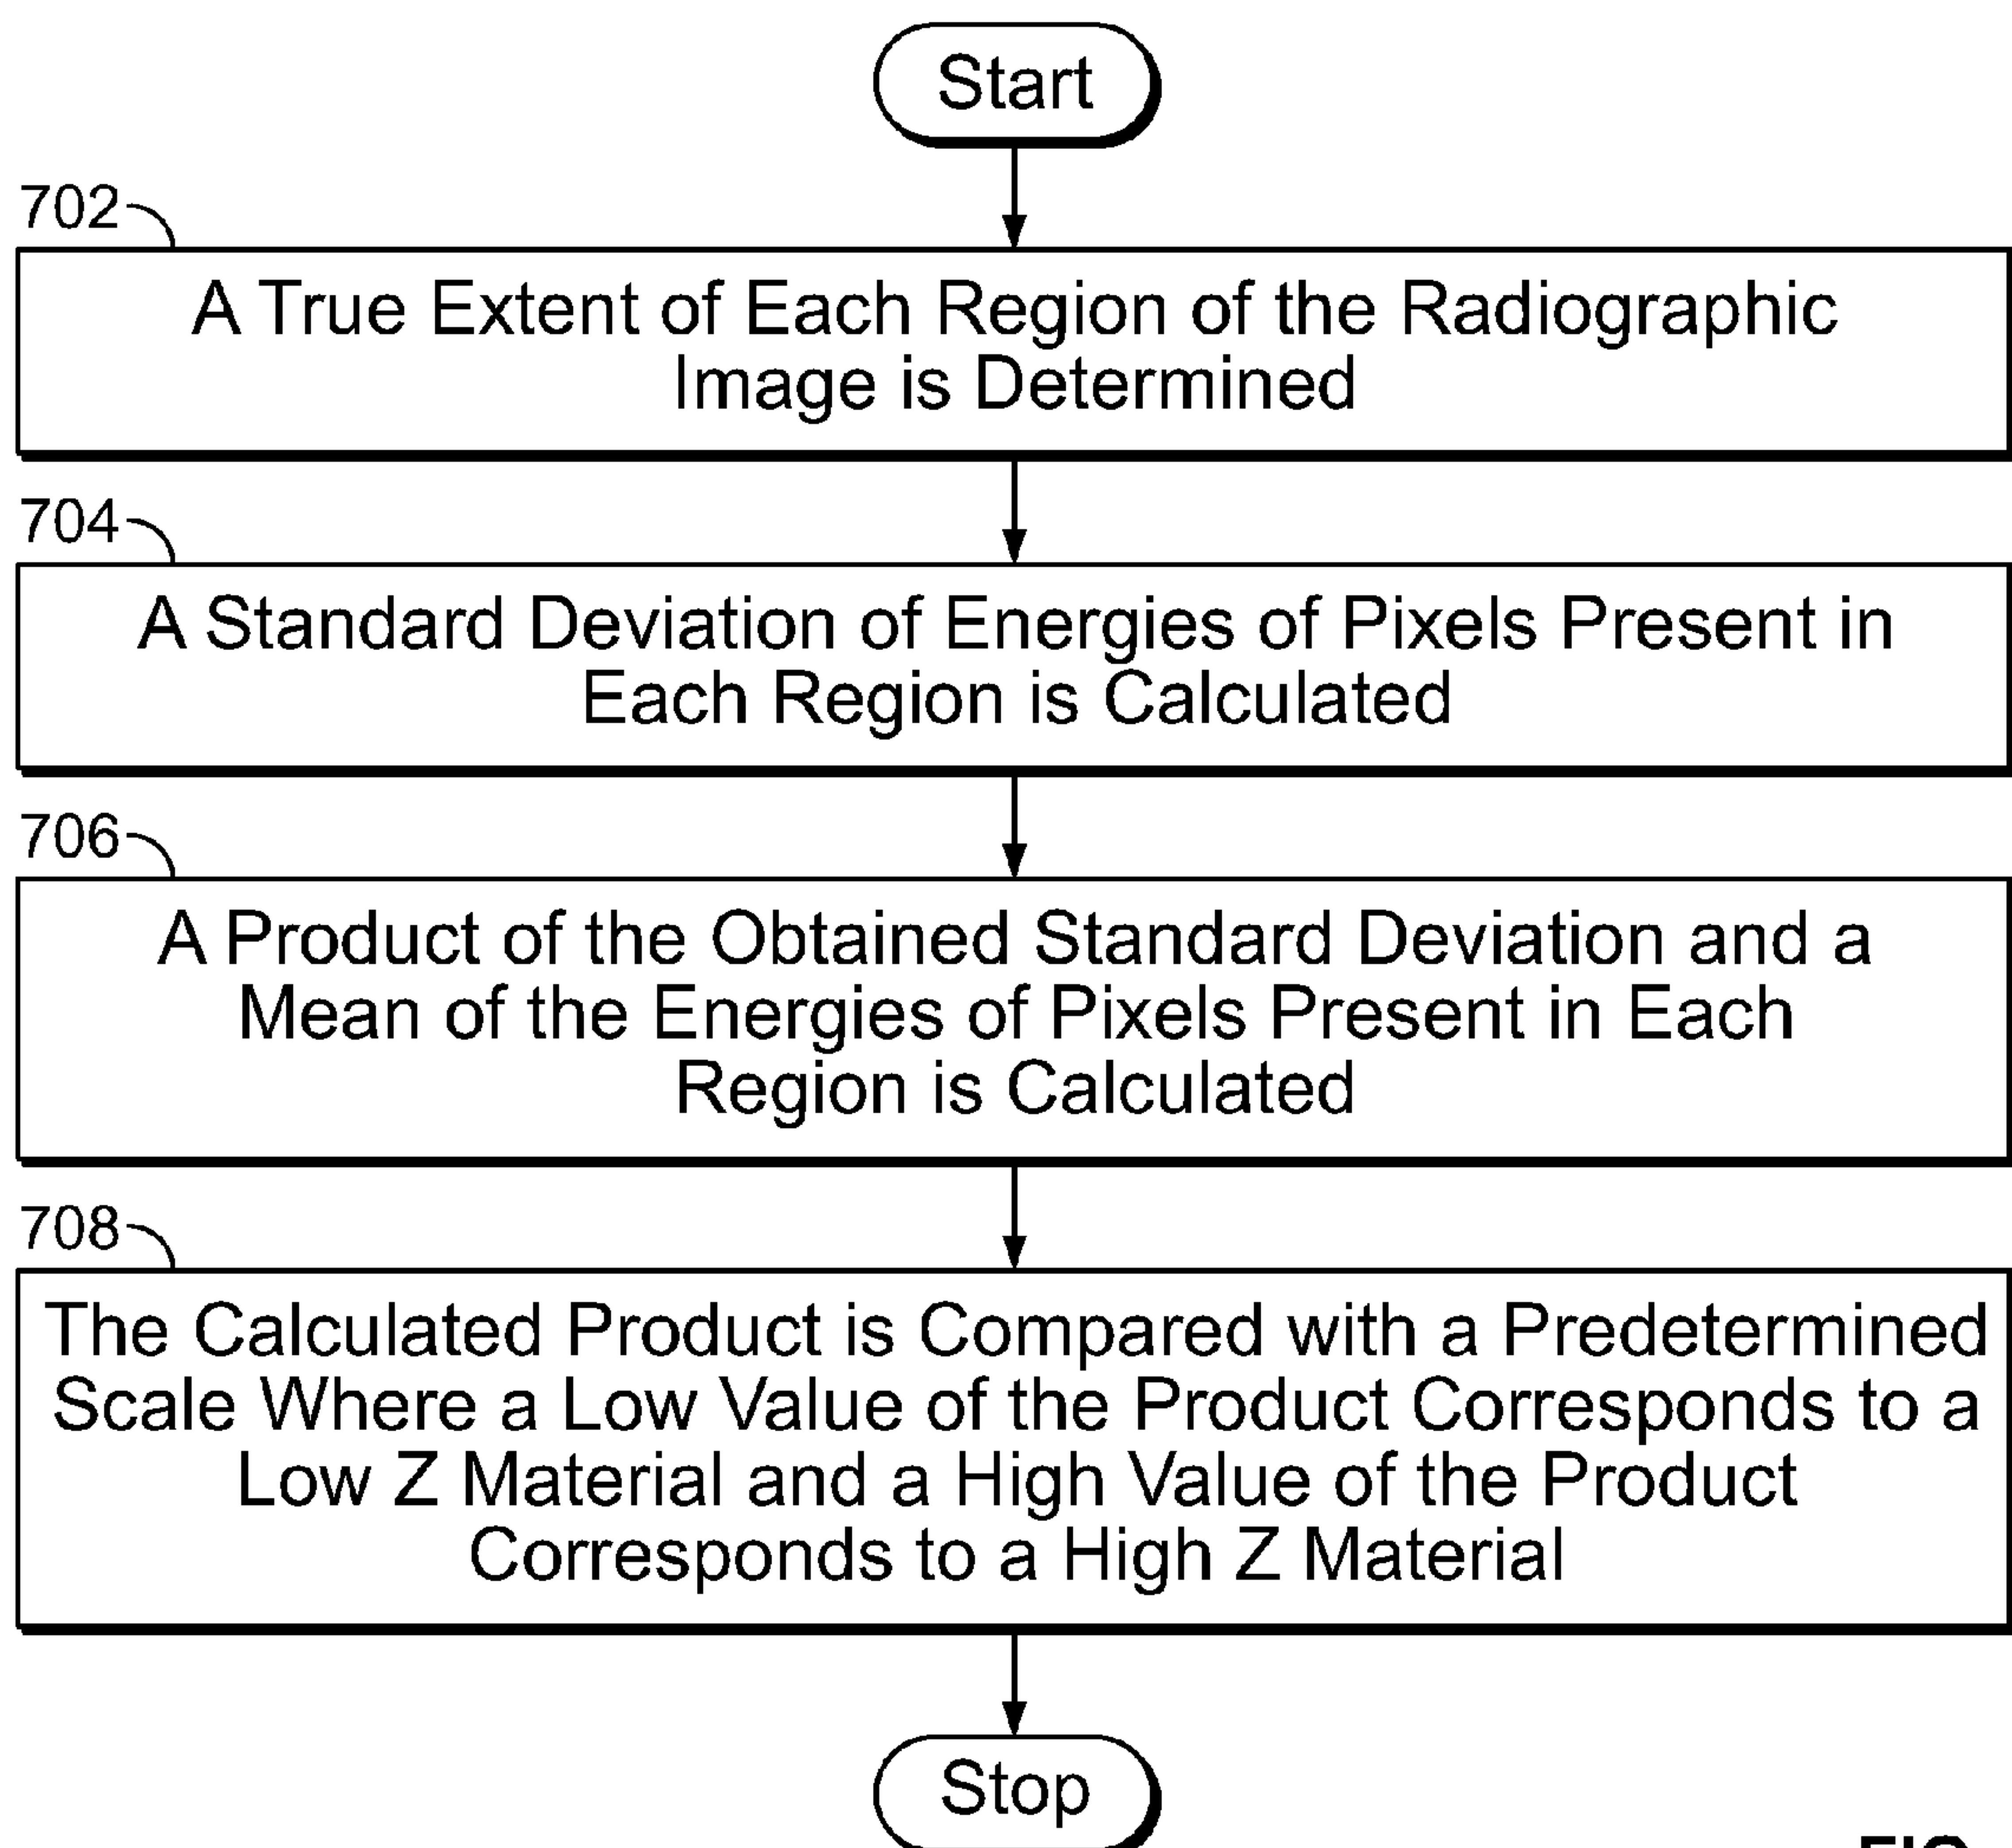 Start
702
A True Extent of Each Region of the Radiographic
Image is Determined
704
A Standard Deviation of Energies of Pixels Present in
Each Region is Calculated
706
A Product of the Obtained Standard Deviation and a
Mean of the Energies of Pixels Present in Each
Region is Calculated
708
The Calculated Product is Compared with a Predetermined
Scale Where a Low Value of the Product Corresponds to a
Low Z Material and a High Value of the Product
Corresponds to a High Z Material
Stop